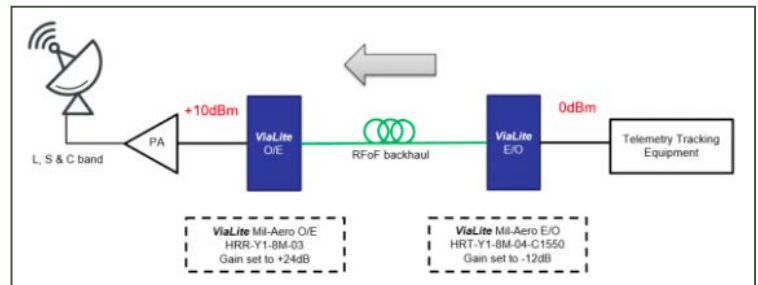 +10dBm
0dBm
PA
ViaLite
O/E
ViaLite
E/O
Telemetry Tracking
Equipment
L, S & C band
RFoF backhaul
ViaLite Mil-Aero O/E
HRR-Y1-8M-03
Gain set to +24dB
ViaLite Mil-Aero E/O
HRT-Y1-8M-04-C1550
Gain set to -12dB